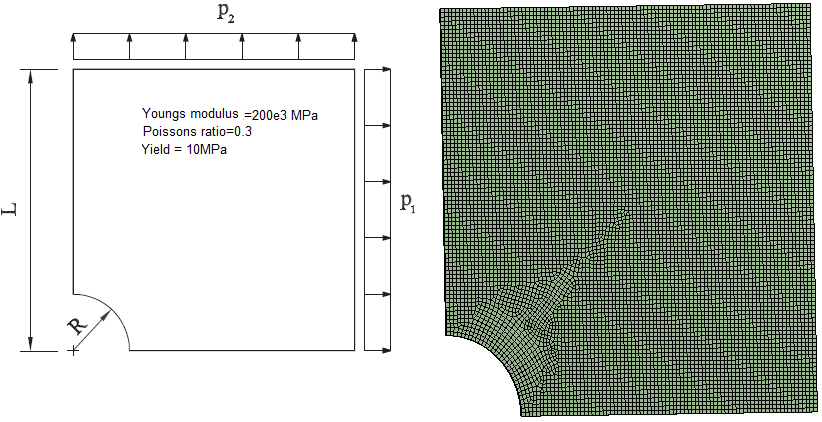 p2
Youngs modulus =200e3 MPa
Poissons ratio=0.3
Yield = 10MPa
L
p1
R